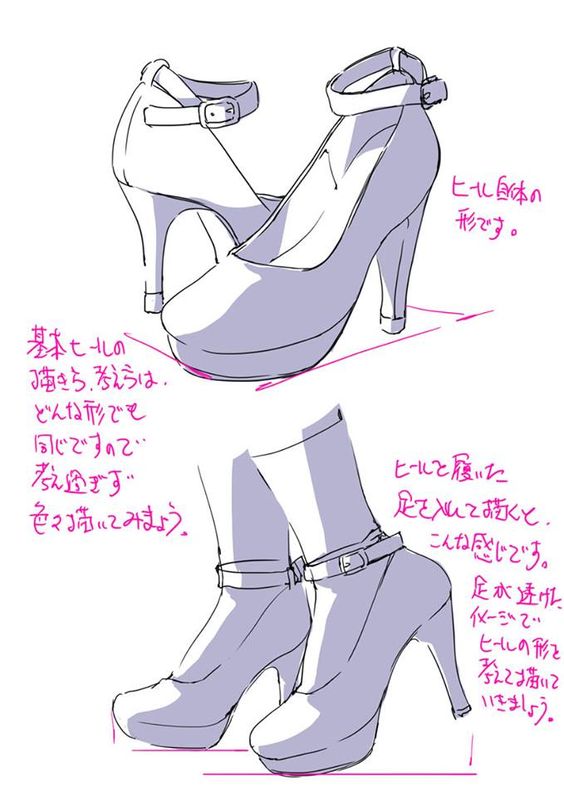 ヒール自体の
形です。
基本ヒールの
描き方、考え方は、
どんな形でも
同じですので
考え過ぎず
色々描いてみましょう。
ヒールを履いた
足を入れて描くと、
こんな感じです。
足が透けた
イメージで
ヒールの形を
考えて描いて
いきましょう。